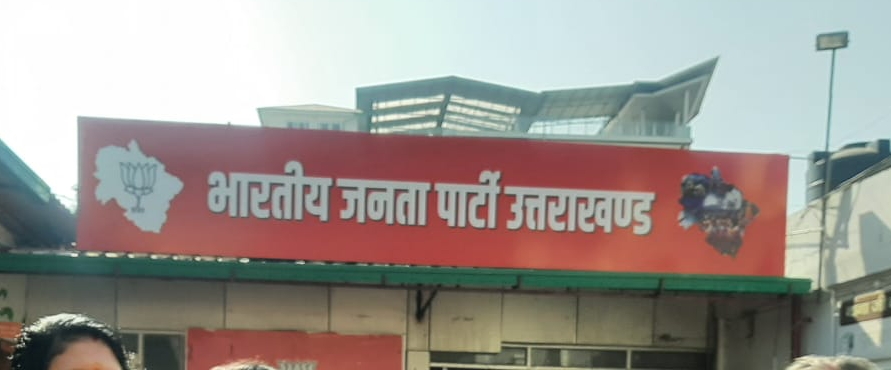 भारतीय जनता पार्टी उत्तराखण्ड